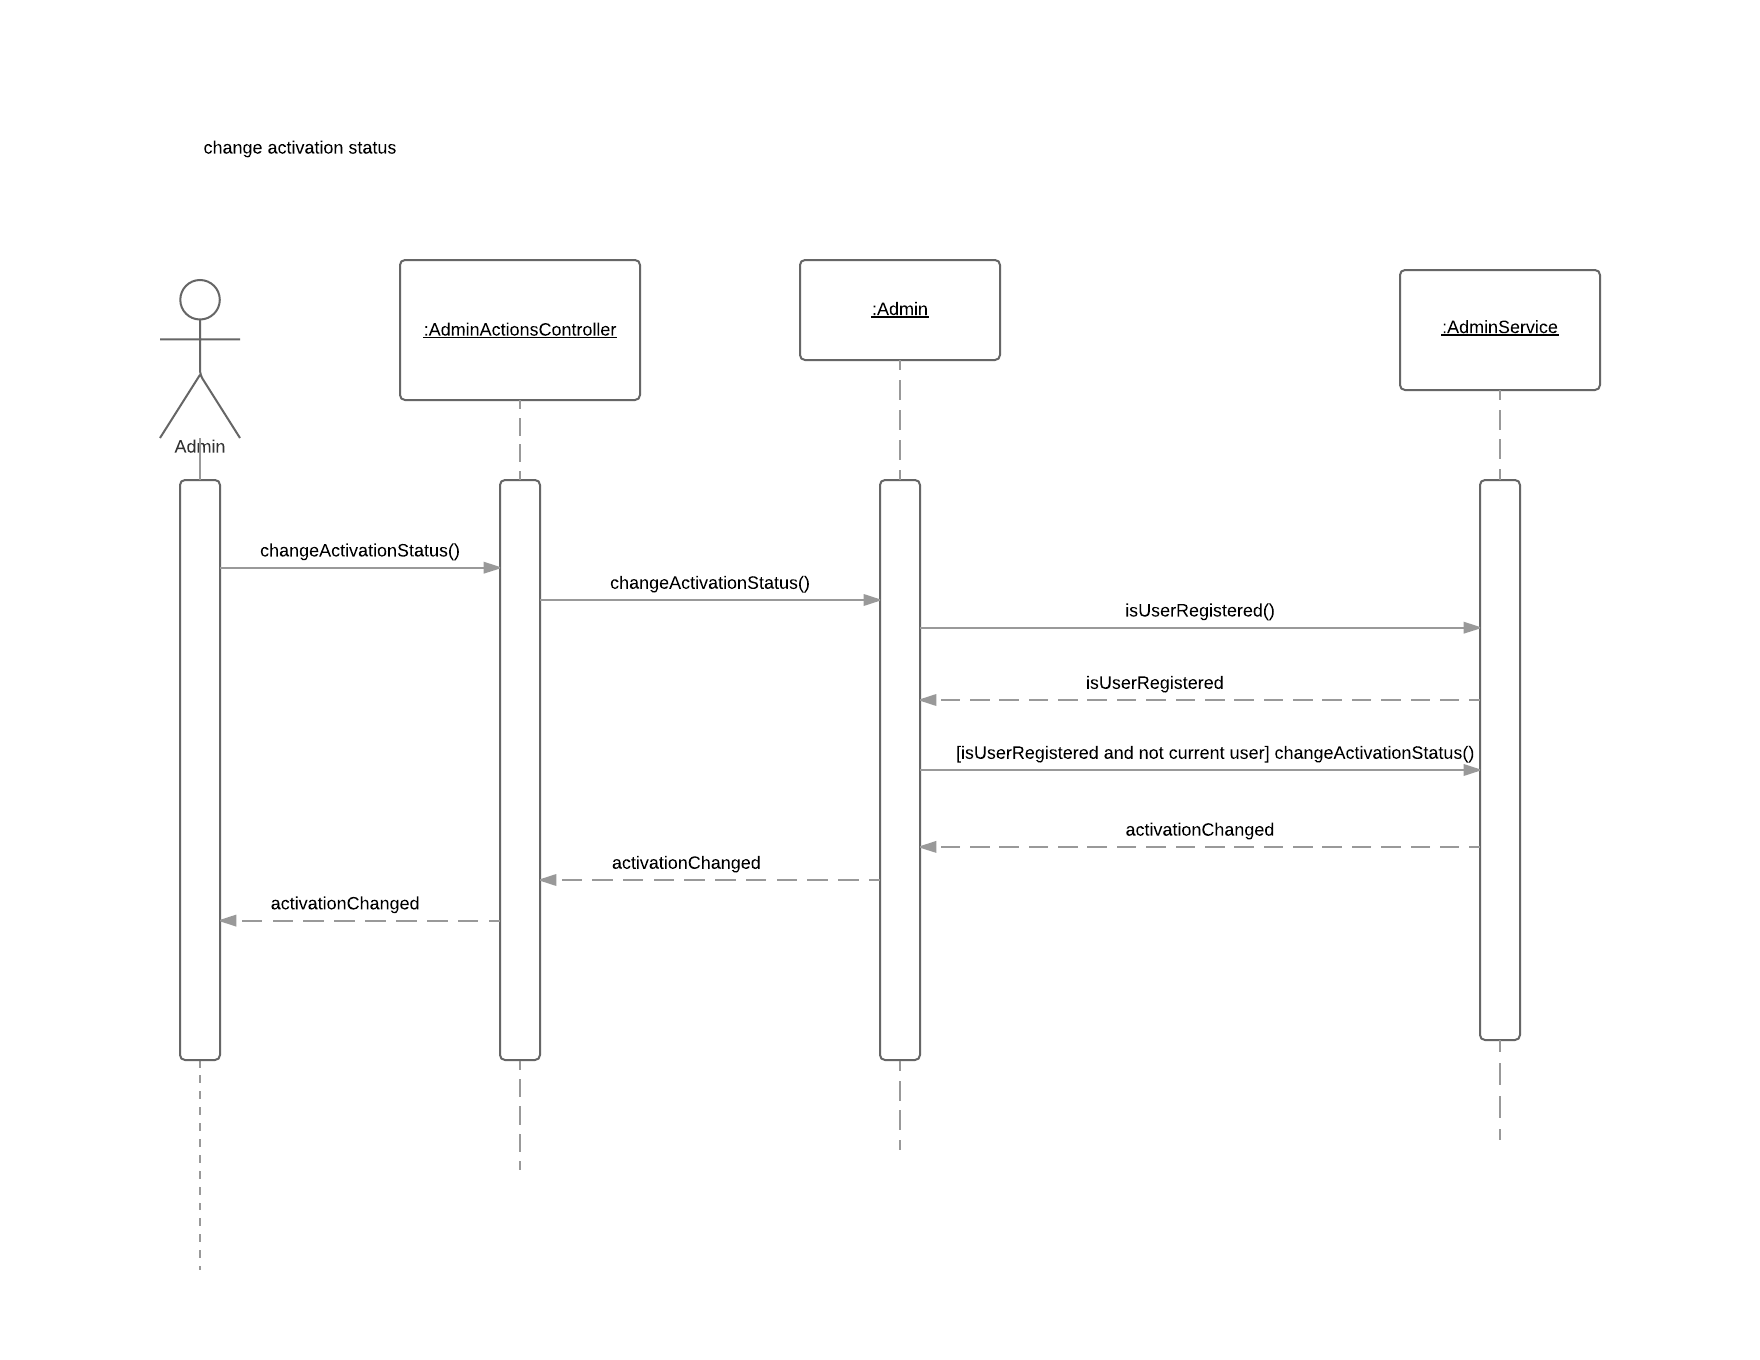 change activation status
:AdminActionsController
:Admin
:AdminService
Admin
changeActivationStatus()
changeActivationStatus()
isUserRegistered()
isUserRegistered
[isUserRegistered and not current user] changeActivationStatus()
activationChanged
activationChanged
activationChanged